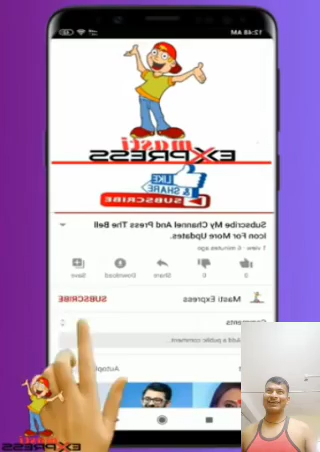 12:48 AM
masti
EXPRESS
LIKE
& SHARE
SUBSCRIBE
Subscribe My Channel And Press The Bell
Icon For More Updates.
1 view · 6 minutes ago
0
0
Share
Download
Save
Masti Express
SUBSCRIBE
Comments
Add a public comment...
masti
EXPRESS